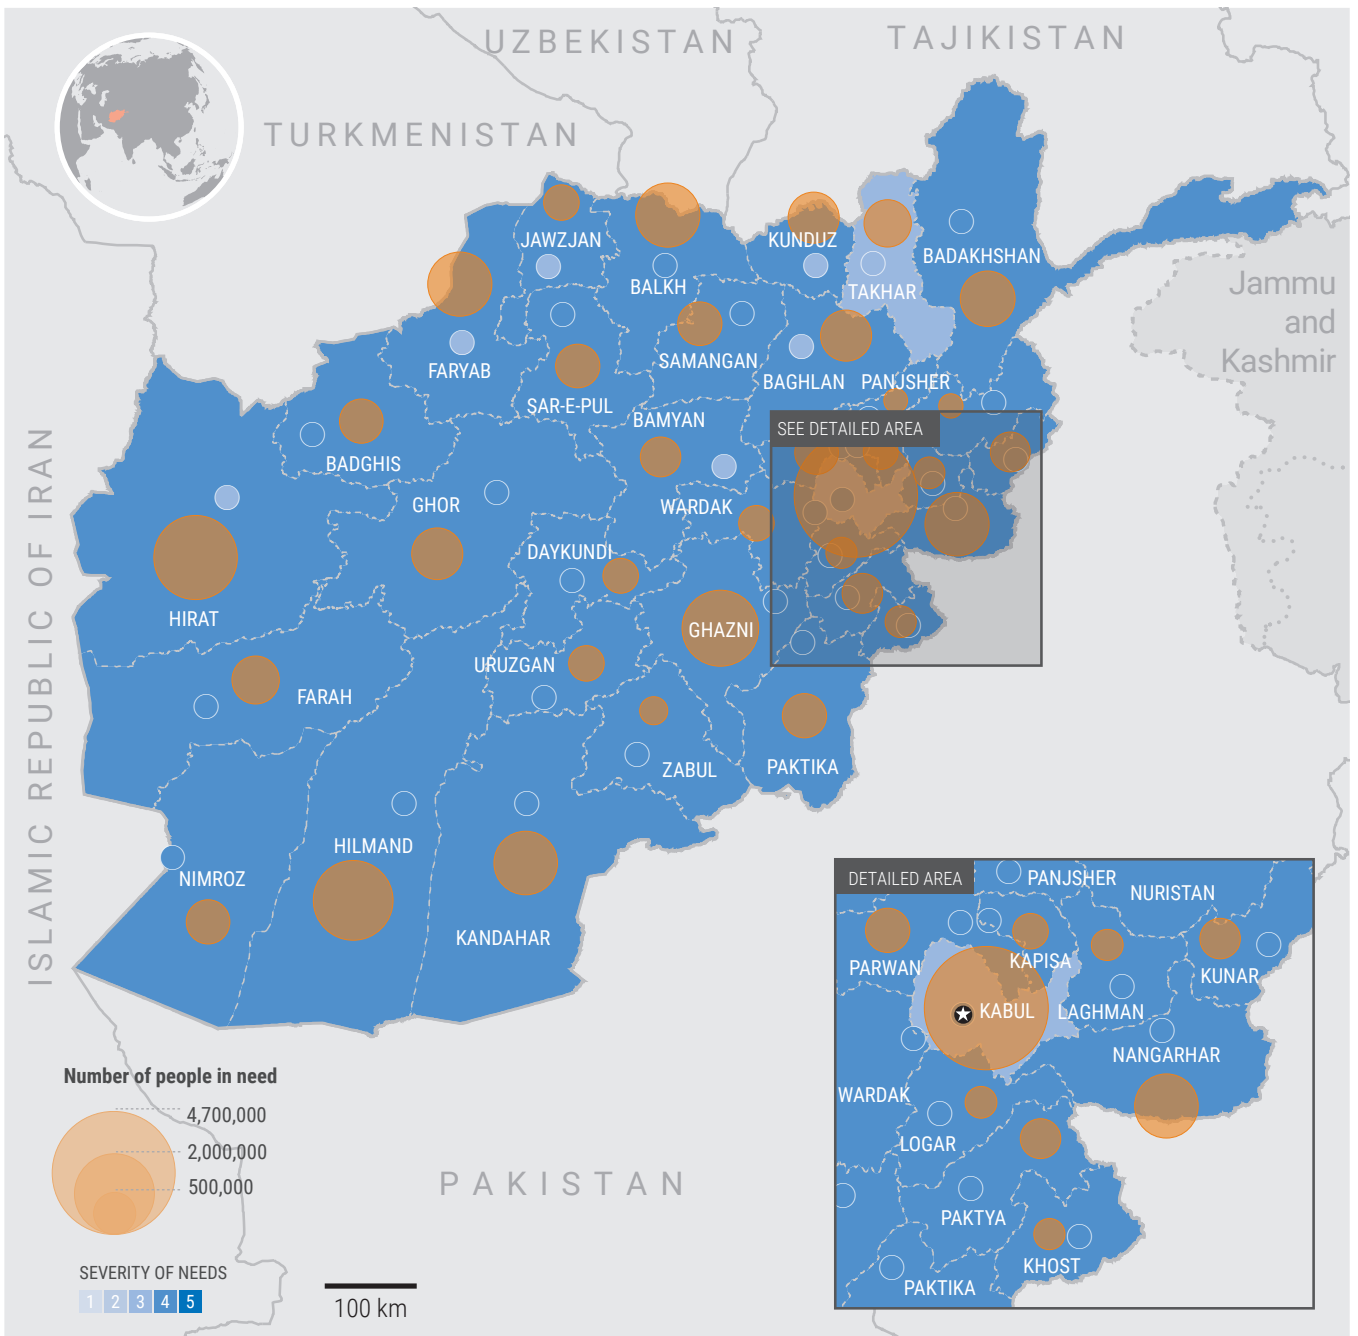 UZBEKISTAN
TAJIKISTAN
TURKMENISTAN
JAWZJAN
KUNDUZ
BADAKHSHAN
BALKH
TAKHAR
Jammu
and
Kashmir
SAMANGAN
FARYAB
BAGHLAN
PANJSHER
SAR-E-PUL
BAMYAN
SEE DETAILED AREA
BADGHIS
GHOR
WARDAK
ISLAMIC REPUBLIC OF IRAN
DAYKUNDI
HIRAT
GHAZNI
URUZGAN
FARAH
ZABUL
PAKTIKA
HILMAND
NIMROZ
KANDAHAR
DETAILED AREA
PANJSHER
NURISTAN
PARWAN
KAPISA
KUNAR
KABUL
LAGHMAN
NANGARHAR
WARDAK
LOGAR
PAKTYA
KHOST
PAKTIKA
Number of people in need
4,700,000
2,000,000
500,000
PAKISTAN
SEVERITY OF NEEDS
1 2 3 4 5
100 km